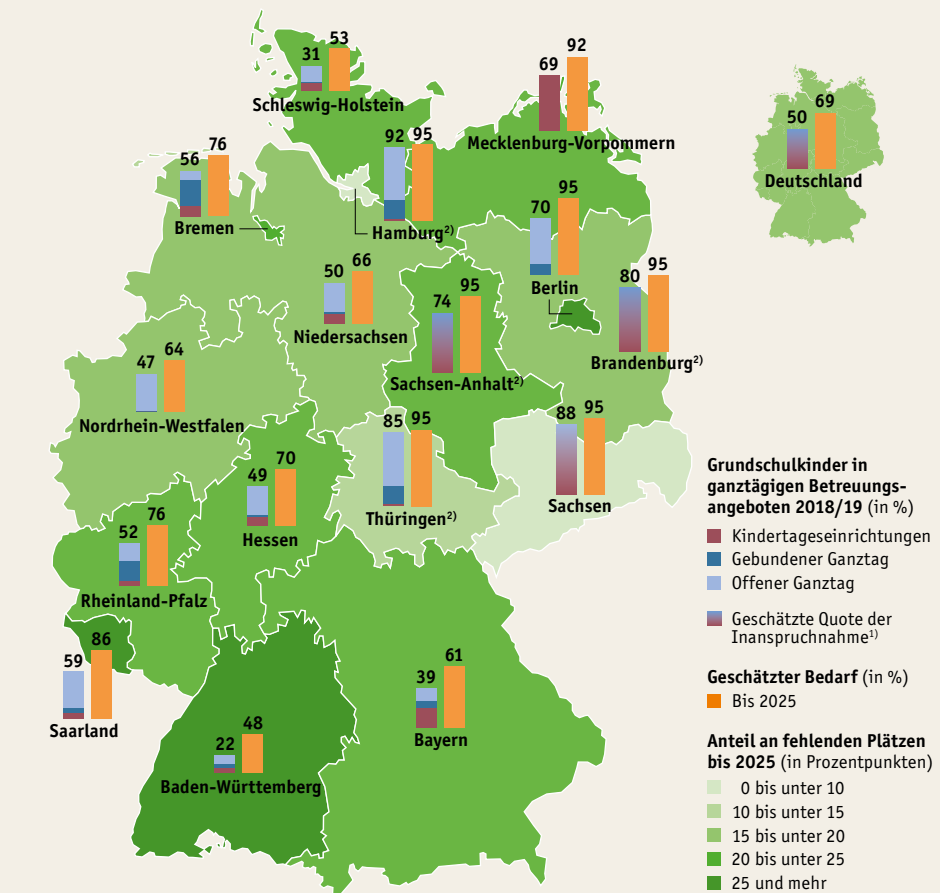 31 53
Schleswig-Holstein
69 92
Mecklenburg-Vorpommern
50 69
Deutschland
56 76
Bremen
92 95
Hamburg2)
70 95
Berlin
50 66
Niedersachsen
74 95
Sachsen-Anhalt2)
80 95
Brandenburg2)
47 64
Nordrhein-Westfalen
49 70
Hessen
85 95
Thüringen2)
88 95
Sachsen
52 76
Rheinland-Pfalz
59 86
Saarland
22 48
Baden-Württemberg
39 61
Bayern
Grundschulkinder in
ganztägigen Betreuungs-
angeboten 2018/19 (in %)
Kindertageseinrichtungen
Gebundener Ganztag
Offener Ganztag
Geschätzte Quote der
Inanspruchnahme1)
Geschätzter Bedarf (in %)
Bis 2025
Anteil an fehlenden Plätzen
bis 2025 (in Prozentpunkten)
0 bis unter 10
10 bis unter 15
15 bis unter 20
20 bis unter 25
25 und mehr